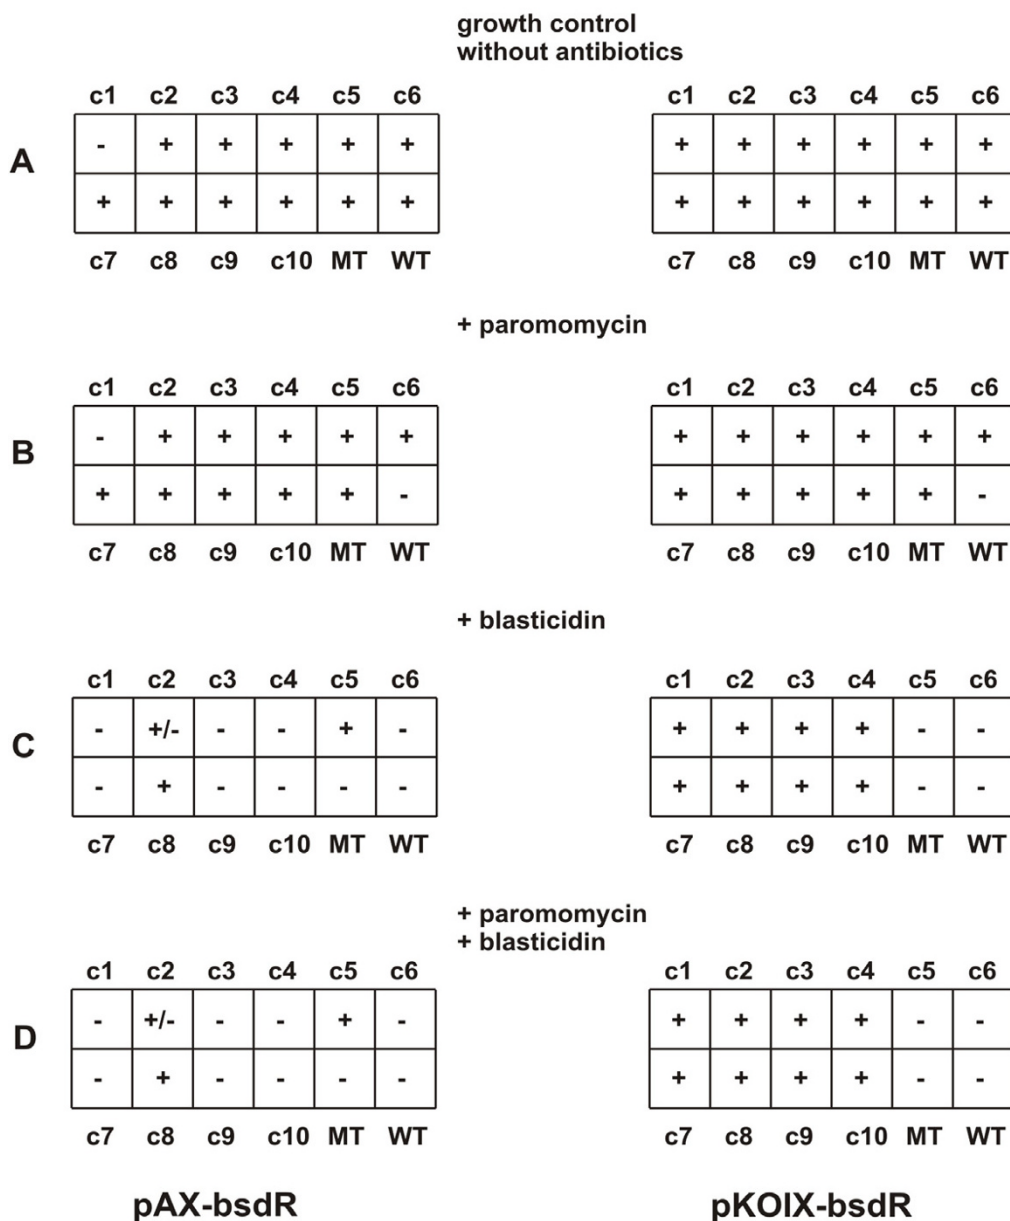 growth control
without antibiotics
c1 c2 c3 c4 c5 c6 c1 c2 c3 c4 c5 c6
A
- + + + + + + + + + + +
+ + + + + + + + + + + +
c7 c8 c9 c10 MT WT c7 c8 c9 c10 MT WT
+ paromomycin
c1 c2 c3 c4 c5 c6 c1 c2 c3 c4 c5 c6
B
- + + + + + + + + + + +
+ + + + + - + + + + + -
c7 c8 c9 c10 MT WT c7 c8 c9 c10 MT WT
+ blasticidin
c1 c2 c3 c4 c5 c6 c1 c2 c3 c4 c5 c6
C
- +/- - - + - + + + + - -
- + - - - - + + + + - -
c7 c8 c9 c10 MT WT c7 c8 c9 c10 MT WT
+ paromomycin
+ blasticidin
c1 c2 c3 c4 c5 c6 c1 c2 c3 c4 c5 c6
D
- +/- - - + - + + + + - -
- + - - - - + + + + - -
c7 c8 c9 c10 MT WT c7 c8 c9 c10 MT WT
pAX-bsdR pKOIX-bsdR